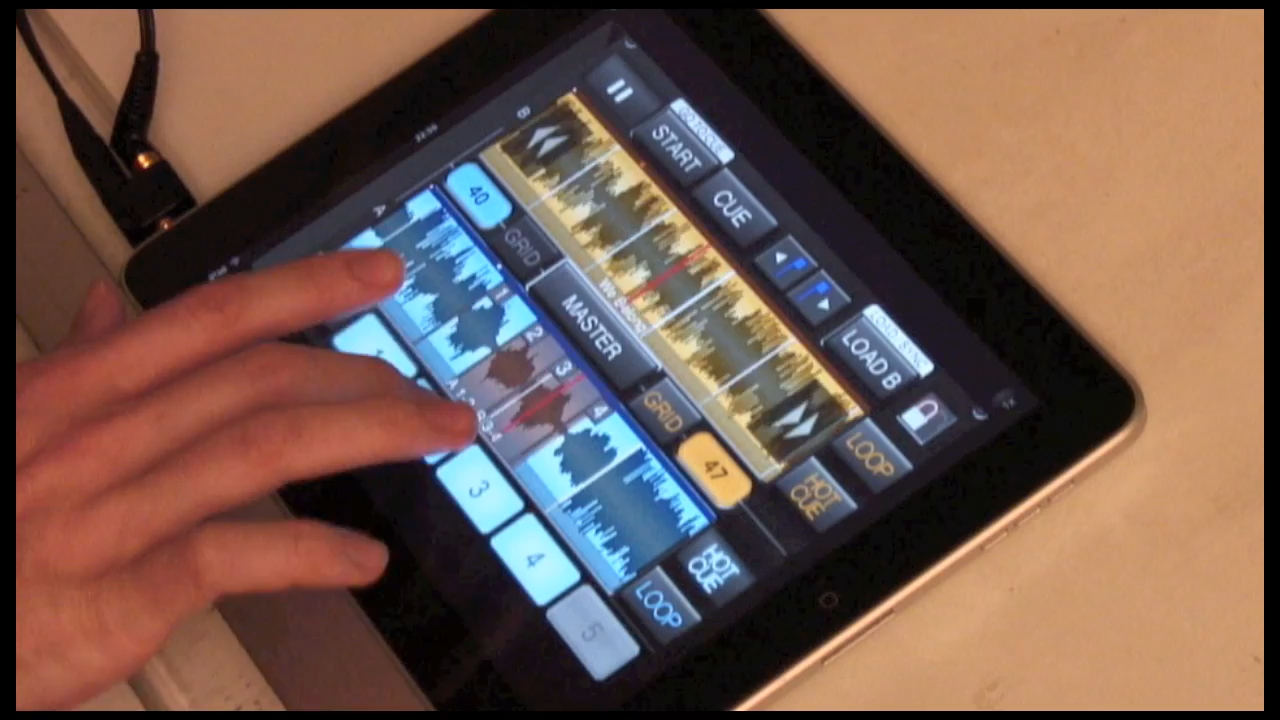 START
CUE
LOAD B
LOOP
HOT
CUE
B
40
GRID
MASTER
GRID
47
A
1
2
3
4
HOT
CUE
LOOP
3
4
5